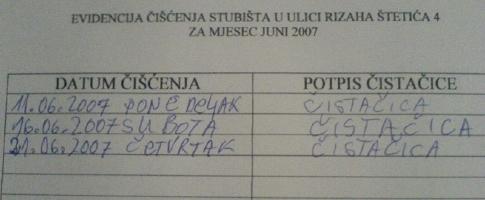 EVIDENCIJA ČIŠĆENJA STUBIŠTA U ULICI RIZAHA ŠTETIĆA 4
ZA MJESEC JUNI 2007
DATUM ČIŠĆENJA POTPIS ČISTAČICE
11.06.2007 PONEDELJAK ČISTAČICA
16.06.2007 SUBOTA ČISTAČICA
21.06.2007 ČETVRTAK ČISTAČICA